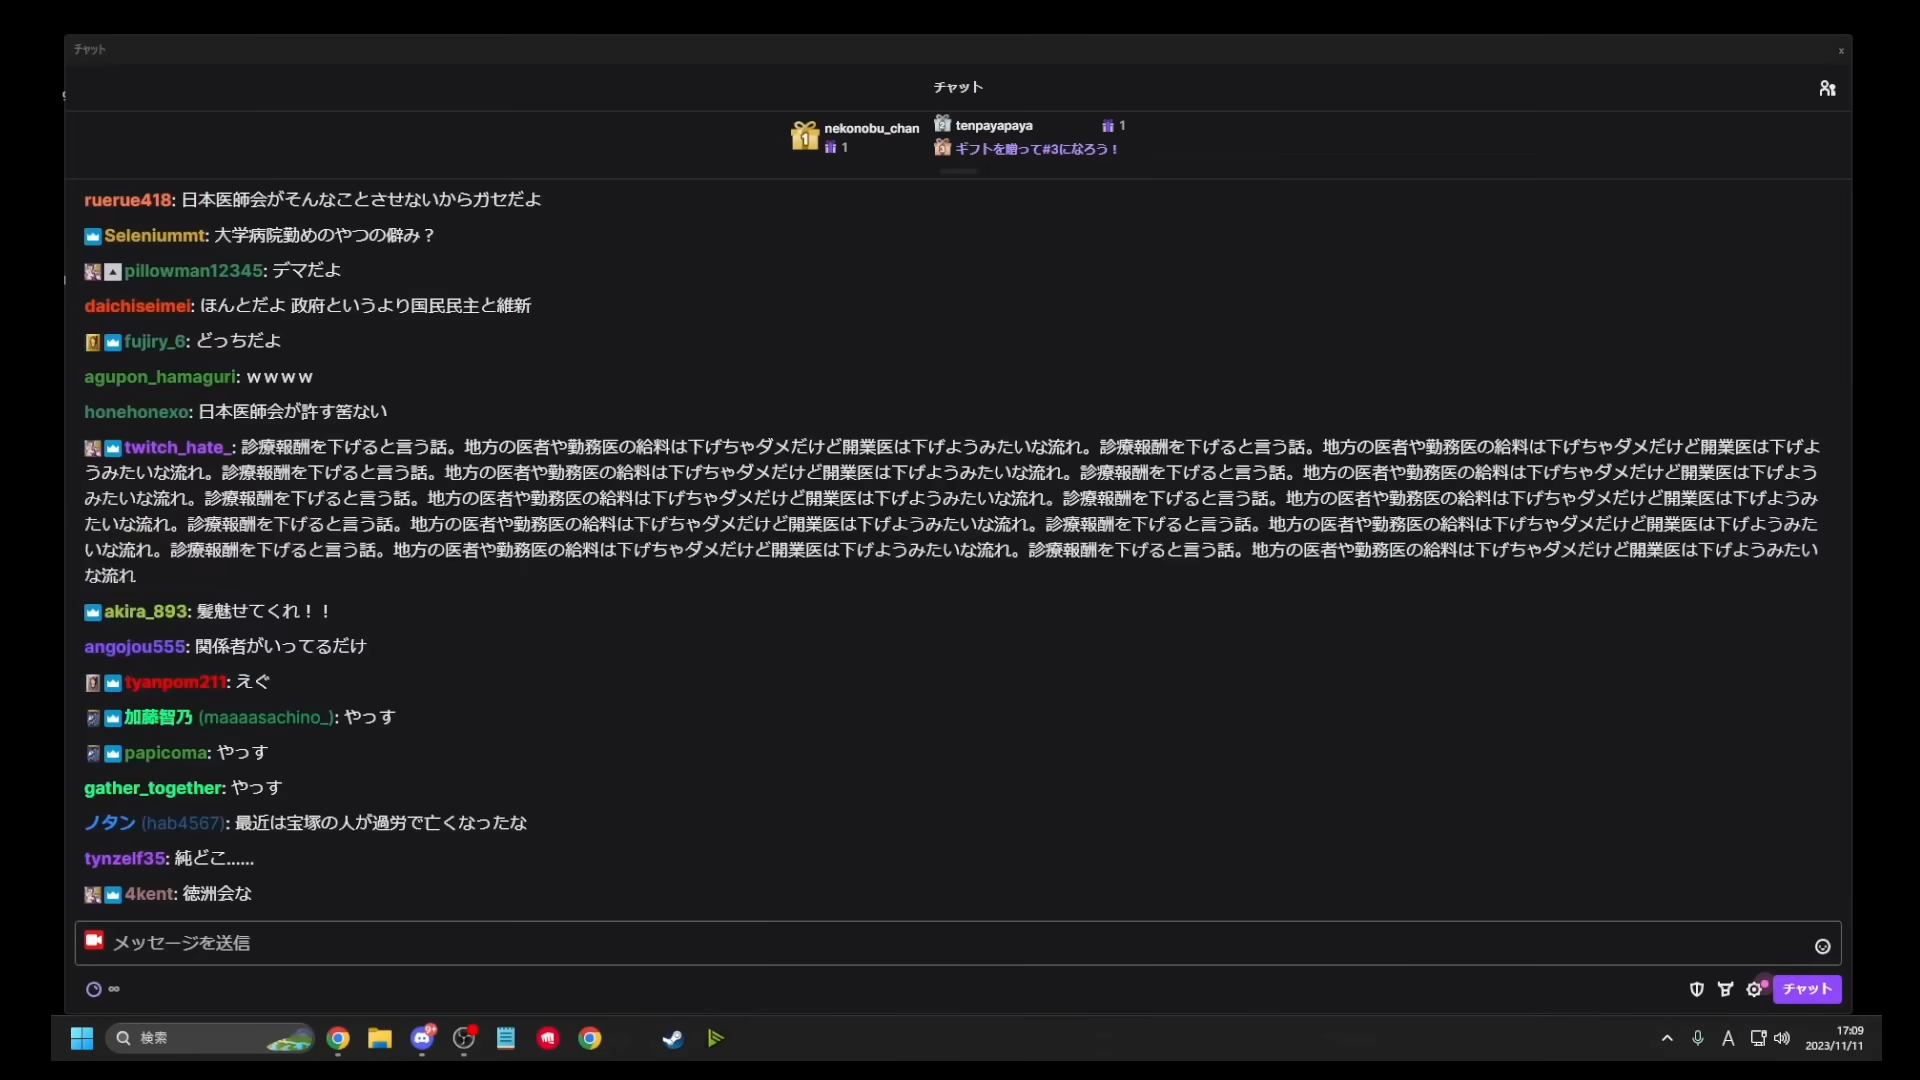 チャット
x
チャット
1 nekonobu_chan
1
2 tenpayapaya 1
ギフトを贈って#3になろう！
ruerue418: 日本医師会がそんなことさせないからガセだよ
Seleniummt: 大学病院勤めのやつの僻み？
pillowman12345: デマだよ
daichiseimei: ほんとだよ 政府というより国民民主と維新
fujiry_6: どっちだよ
agupon_hamaguri: ｗｗｗｗ
honehonexo: 日本医師会が許す筈ない
twitch_hate_: 診療報酬を下げると言う話。地方の医者や勤務医の給料は下げちゃダメだけど開業医は下げようみたいな流れ。診療報酬を下げると言う話。地方の医者や勤務医の給料は下げちゃダメだけど開業医は下げよ
うみたいな流れ。診療報酬を下げると言う話。地方の医者や勤務医の給料は下げちゃダメだけど開業医は下げようみたいな流れ。診療報酬を下げると言う話。地方の医者や勤務医の給料は下げちゃダメだけど開業医は下げよう
みたいな流れ。診療報酬を下げると言う話。地方の医者や勤務医の給料は下げちゃダメだけど開業医は下げようみたいな流れ。診療報酬を下げると言う話。地方の医者や勤務医の給料は下げちゃダメだけど開業医は下げようみ
たいな流れ。診療報酬を下げると言う話。地方の医者や勤務医の給料は下げちゃダメだけど開業医は下げようみたいな流れ。診療報酬を下げると言う話。地方の医者や勤務医の給料は下げちゃダメだけど開業医は下げようみた
いな流れ。診療報酬を下げると言う話。地方の医者や勤務医の給料は下げちゃダメだけど開業医は下げようみたいな流れ。診療報酬を下げると言う話。地方の医者や勤務医の給料は下げちゃダメだけど開業医は下げようみたい
な流れ
akira_893: 髪魅せてくれ！！
angojou555: 関係者がいってるだけ
tyanpom211: えぐ
加藤智乃 (maaaasachino_): やっす
papicoma: やっす
gather_together: やっす
ノタン (hab4567): 最近は宝塚の人が過労で亡くなったな
tynzelf35: 純どこ......
4kent: 徳洲会な
メッセージを送信
∞
チャット
検索
9+
A
17:09
2023/11/11